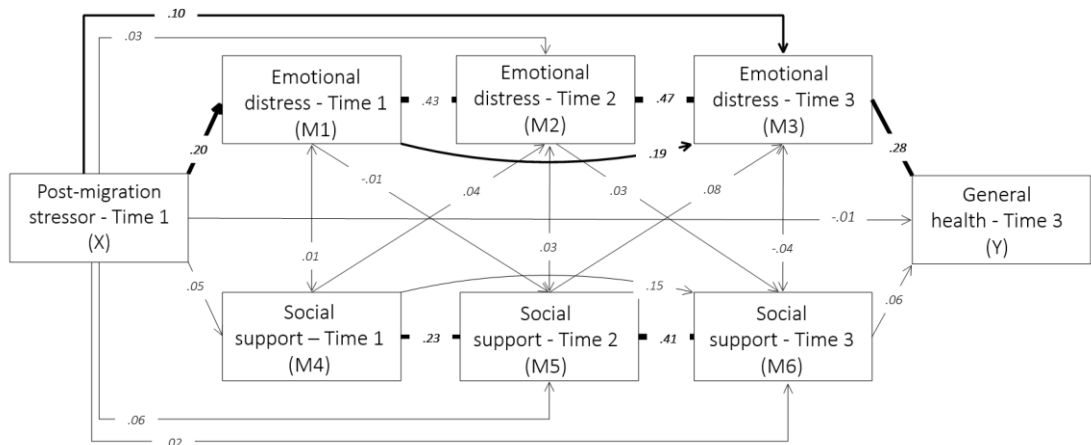 .10
.03
Emotional
distress - Time 1
(M1)
.43
Emotional
distress - Time 2
(M2)
.47
Emotional
distress - Time 3
(M3)
.20
.19
.28
-.01
.04
.03
.08
Post-migration
stressor - Time 1
(X)
-.01
General
health - Time 3
(Y)
.01
.03
-.04
.05
.15
.06
Social
support – Time 1
(M4)
.23
Social
support - Time 2
(M5)
.41
Social
support - Time 3
(M6)
.06
.02